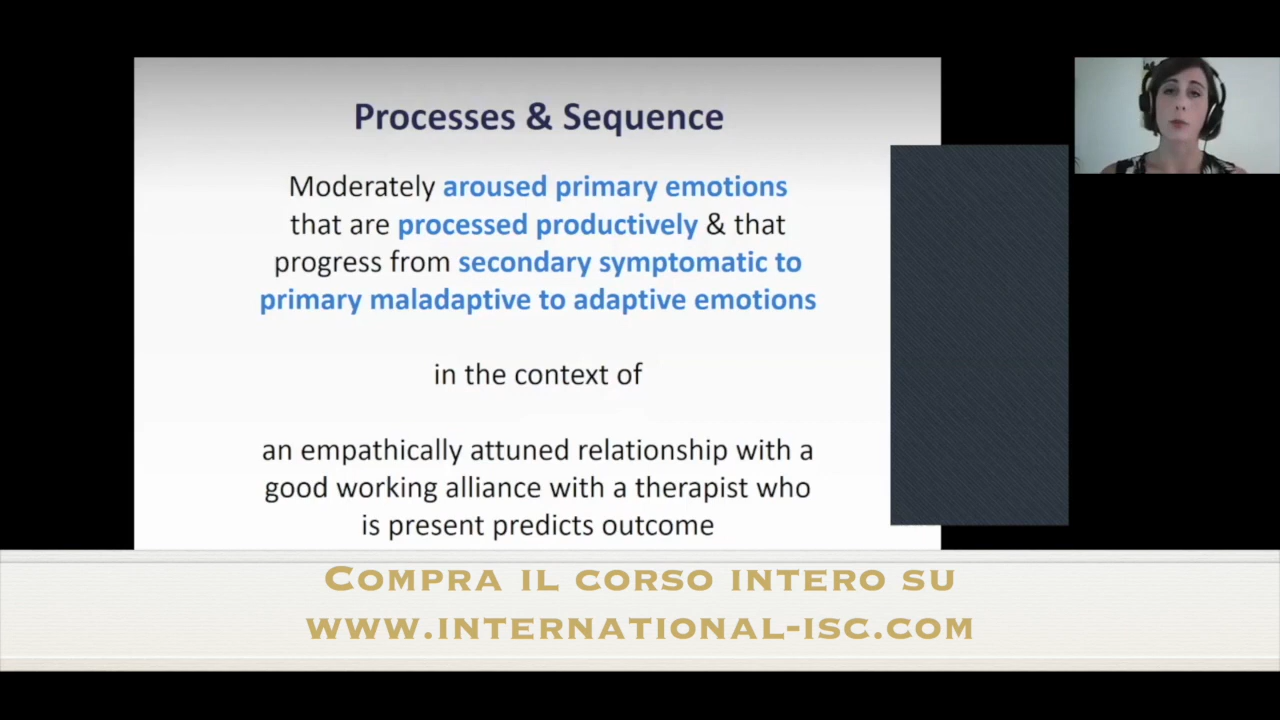 Processes & Sequence
Moderately aroused primary emotions
that are processed productively & that
progress from secondary symptomatic to
primary maladaptive to adaptive emotions
in the context of
an empathically attuned relationship with a
good working alliance with a therapist who
is present predicts outcome
COMPRA IL CORSO INTERO SU
WWW.INTERNATIONAL-ISC.COM